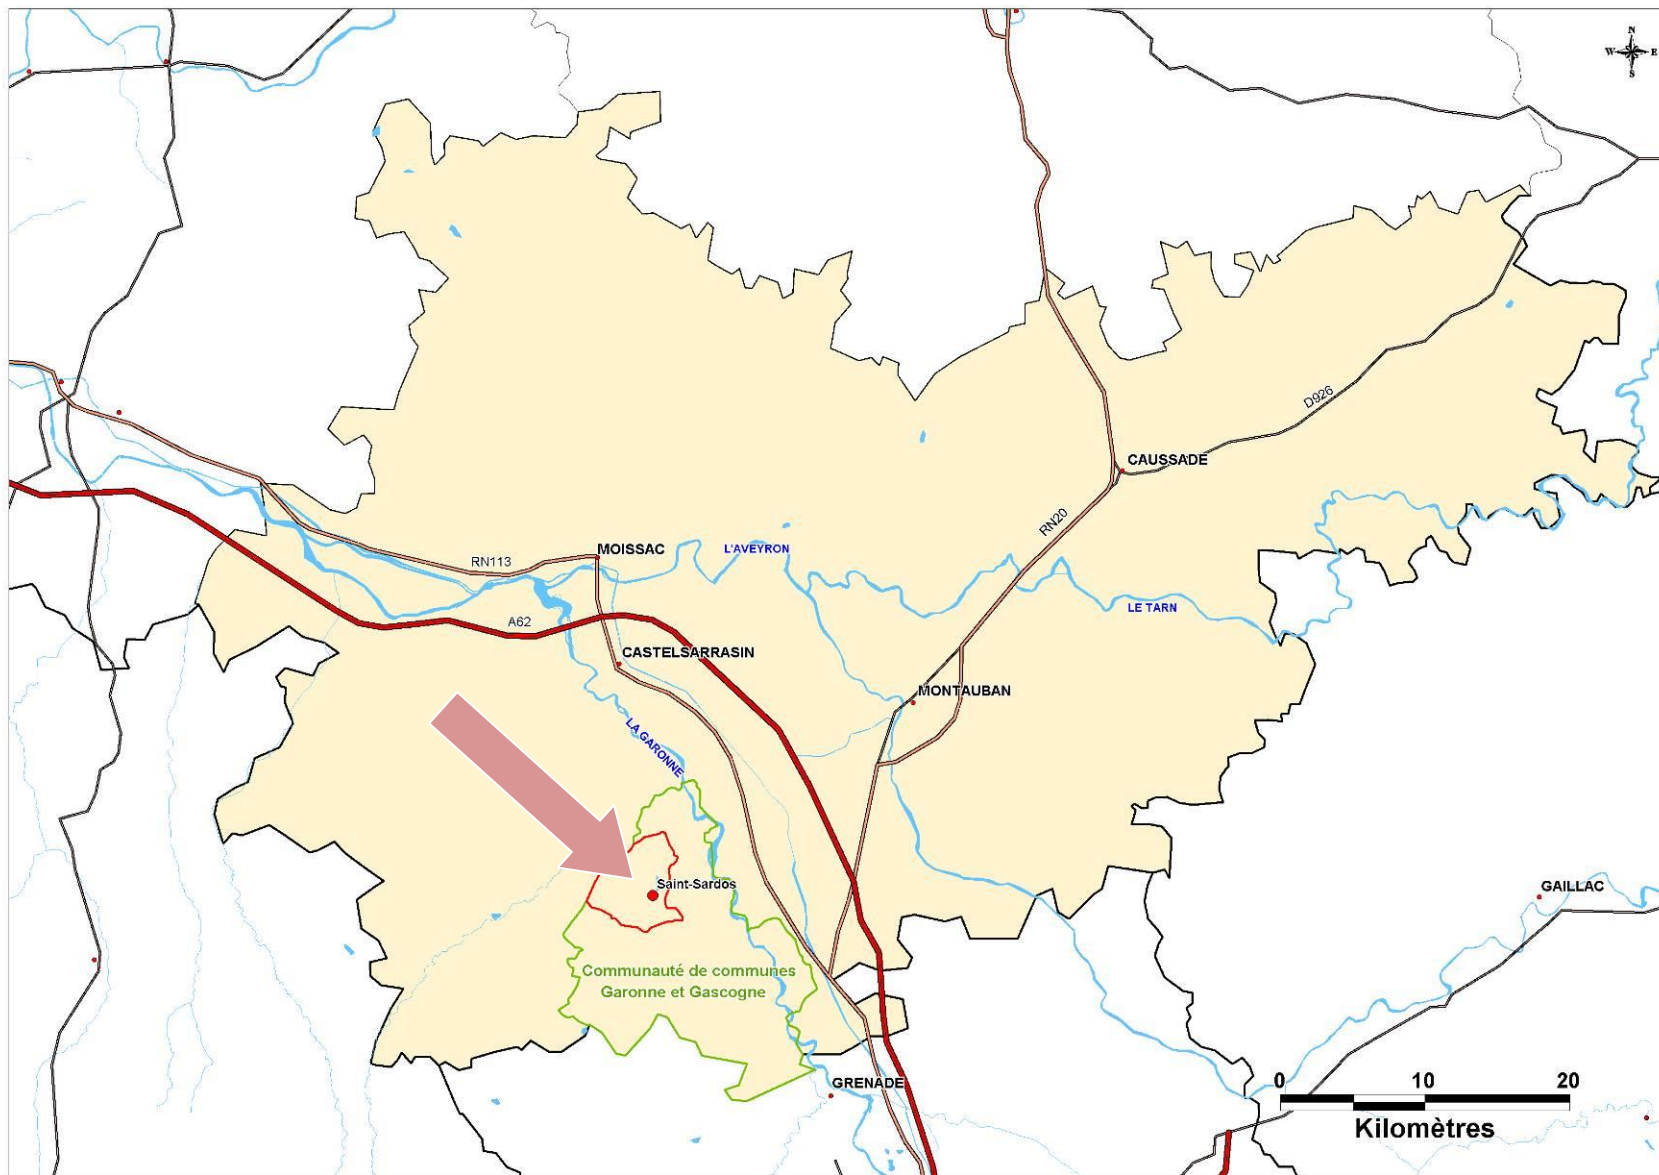 N
W E
S
D926
CAUSSADE
RN20
MOISSAC
L'AVEYRON
RN113
LE TARN
A62
CASTELSARRASIN
MONTAUBAN
LA GARONNE
Saint-Sardos
GAILLAC
Communauté de communes
Garonne et Gascogne
GRENADE
0 10 20
Kilomètres